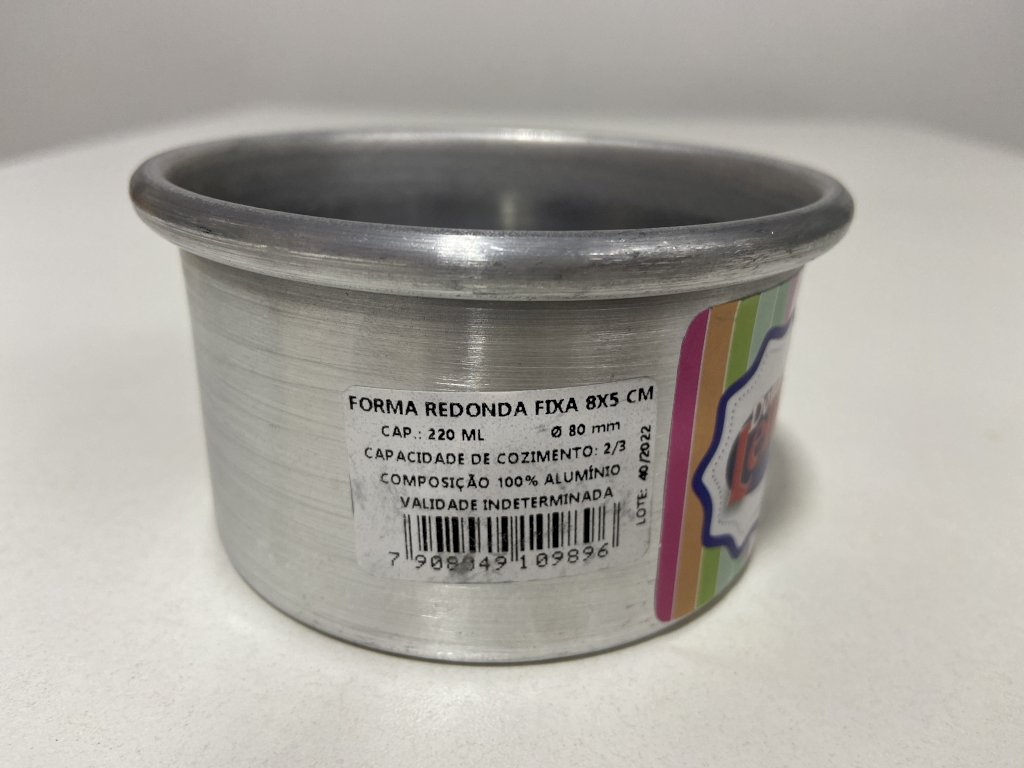 FORMA REDONDA FIXA 8X5 CM
CAP.: 220 ML Ø 80 mm
CAPACIDADE DE COZIMENTO: 2/3
COMPOSIÇÃO 100% ALUMÍNIO
VALIDADE INDETERMINADA
LOTE: 40/2022
7 908849 109896